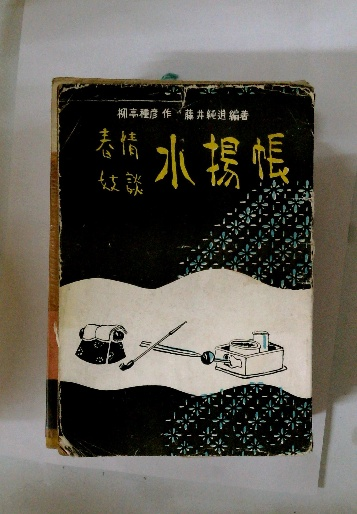 柳亭種彦 作・藤井純逍 編著
春情
妓談
水揚帳